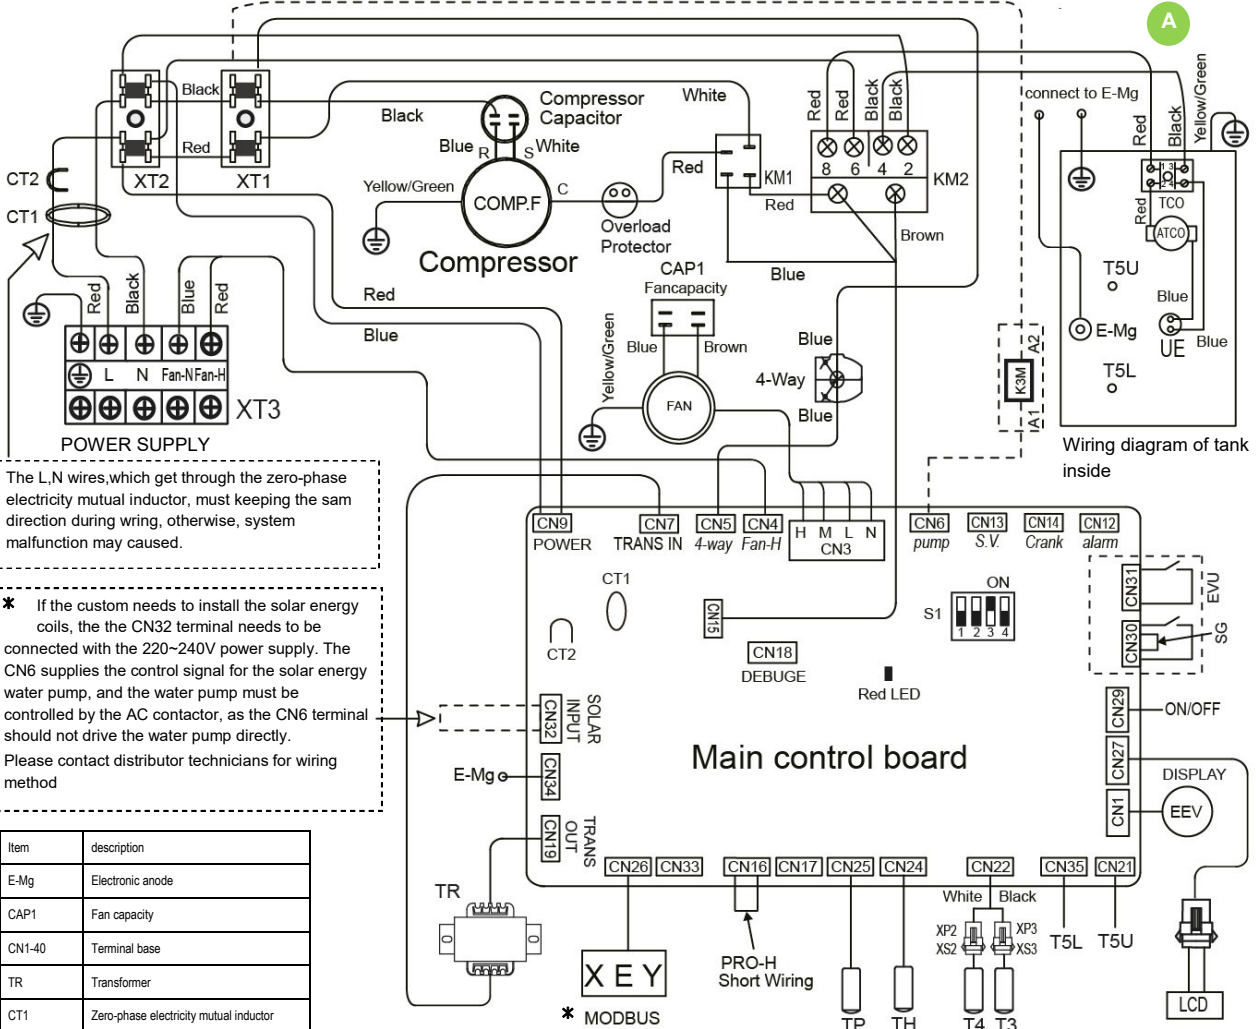 A
Black
Red
XT2
XT1
CT2
CT1
Black
Compressor
Capacitor
Blue
R
S
White
Yellow/Green
COMP.F
C
Compressor
Overload
Protector
White
Red
KM1
Red
Blue
Red
Red
Black
Black
8 6 4 2
KM2
Brown
connect to E-Mg
Red
Black
Yellow/Green
1 3
2 4
TCO
Red
ATCO
T5U
Blue
E-Mg
UE
Blue
T5L
Wiring diagram of tank
inside
A2
K3M
A1
Red
Black
Blue
Red
L N Fan-N Fan-H
XT3
POWER SUPPLY
Red
Blue
CAP1
Fancapacity
Yellow/Green
Blue
Brown
FAN
Blue
4-Way
Blue
The L,N wires,which get through the zero-phase
electricity mutual inductor, must keeping the sam
direction during wring, otherwise, system
malfunction may caused.
* If the custom needs to install the solar energy
coils, the the CN32 terminal needs to be
connected with the 220~240V power supply. The
CN6 supplies the control signal for the solar energy
water pump, and the water pump must be
controlled by the AC contactor, as the CN6 terminal
should not drive the water pump directly.
Please contact distributor technicians for wiring
method
CN9
POWER
CN7
TRANS IN
CN5
4-way
CN4
Fan-H
H M L N
CN3
CN6
pump
CN13
S.V.
CN14
Crank
CN12
alarm
CT1
CT2
CN15
CN18
DEBUGE
ON
S1
1 2 3 4
Red LED
CN31
EVU
CN30
SG
CN29
ON/OFF
CN27
DISPLAY
CN1
EEV
CN32
SOLAR
INPUT
E-Mg
CN34
CN19
TRANS
OUT
Main control board
CN26
CN33
CN16
CN17
CN25
CN24
CN22
CN35
CN21
White
Black
XP2
XS2
XP3
XS3
T5L
T5U
TR
X E Y
* MODBUS
PRO-H
Short Wiring
TP
TH
T4
T3
LCD
Item description
E-Mg Electronic anode
CAP1 Fan capacity
CN1-40 Terminal base
TR Transformer
CT1 Zero-phase electricity mutual inductor